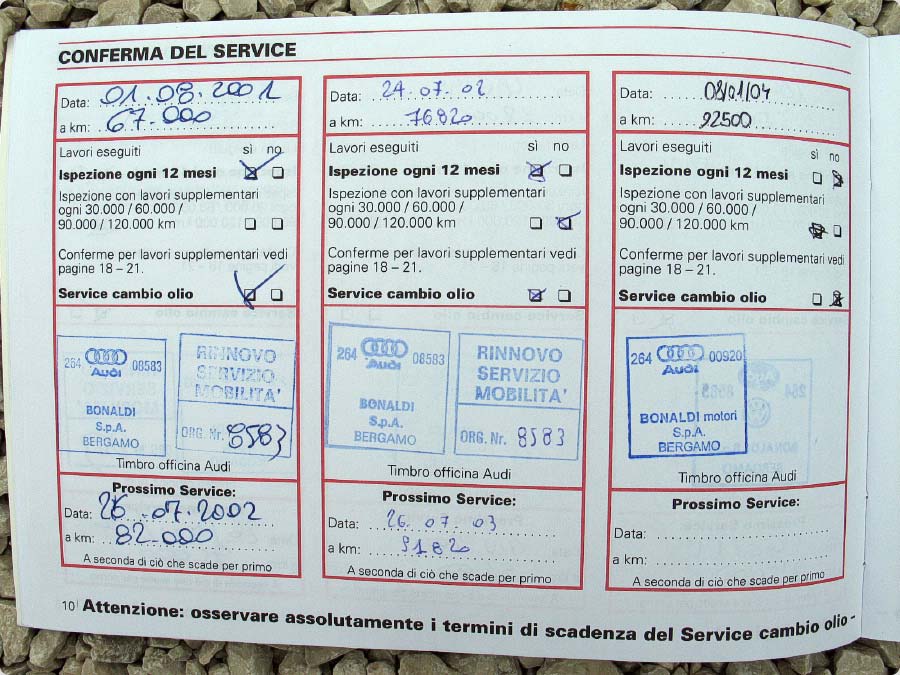 CONFERMA DEL SERVICE
Data: 01.08.2001
a km: 67.000
Lavori eseguiti sì no
Ispezione ogni 12 mesi
Ispezione con lavori supplementari
ogni 30.000 / 60.000 /
90.000 / 120.000 km
Conferme per lavori supplementari vedi
pagine 18 – 21.
Service cambio olio
264 Audi 08583
BONALDI
S.p.A.
BERGAMO
RINNOVO
SERVIZIO
MOBILITA'
ORG. Nr. 8583
Timbro officina Audi
Prossimo Service:
Data: 26.07.2002
a km: 82.000
A seconda di ciò che scade per primo
Data: 24.07.02
a km: 76820
Lavori eseguiti sì no
Ispezione ogni 12 mesi
Ispezione con lavori supplementari
ogni 30.000 / 60.000 /
90.000 / 120.000 km
Conferme per lavori supplementari vedi
pagine 18 – 21.
Service cambio olio
264 Audi 08583
BONALDI
S.p.A.
BERGAMO
RINNOVO
SERVIZIO
MOBILITA'
ORG. Nr. 8583
Timbro officina Audi
Prossimo Service:
Data: 26.07.03
a km: 91820
A seconda di ciò che scade per primo
Data: 08/01/04
a km: 92500
Lavori eseguiti sì no
Ispezione ogni 12 mesi
Ispezione con lavori supplementari
ogni 30.000 / 60.000 /
90.000 / 120.000 km
Conferme per lavori supplementari vedi
pagine 18 – 21.
Service cambio olio
264 Audi 00920
BONALDI motori
S.p.A.
BERGAMO
Timbro officina Audi
Prossimo Service:
Data:
a km:
A seconda di ciò che scade per primo
10 Attenzione: osservare assolutamente i termini di scadenza del Service cambio olio -